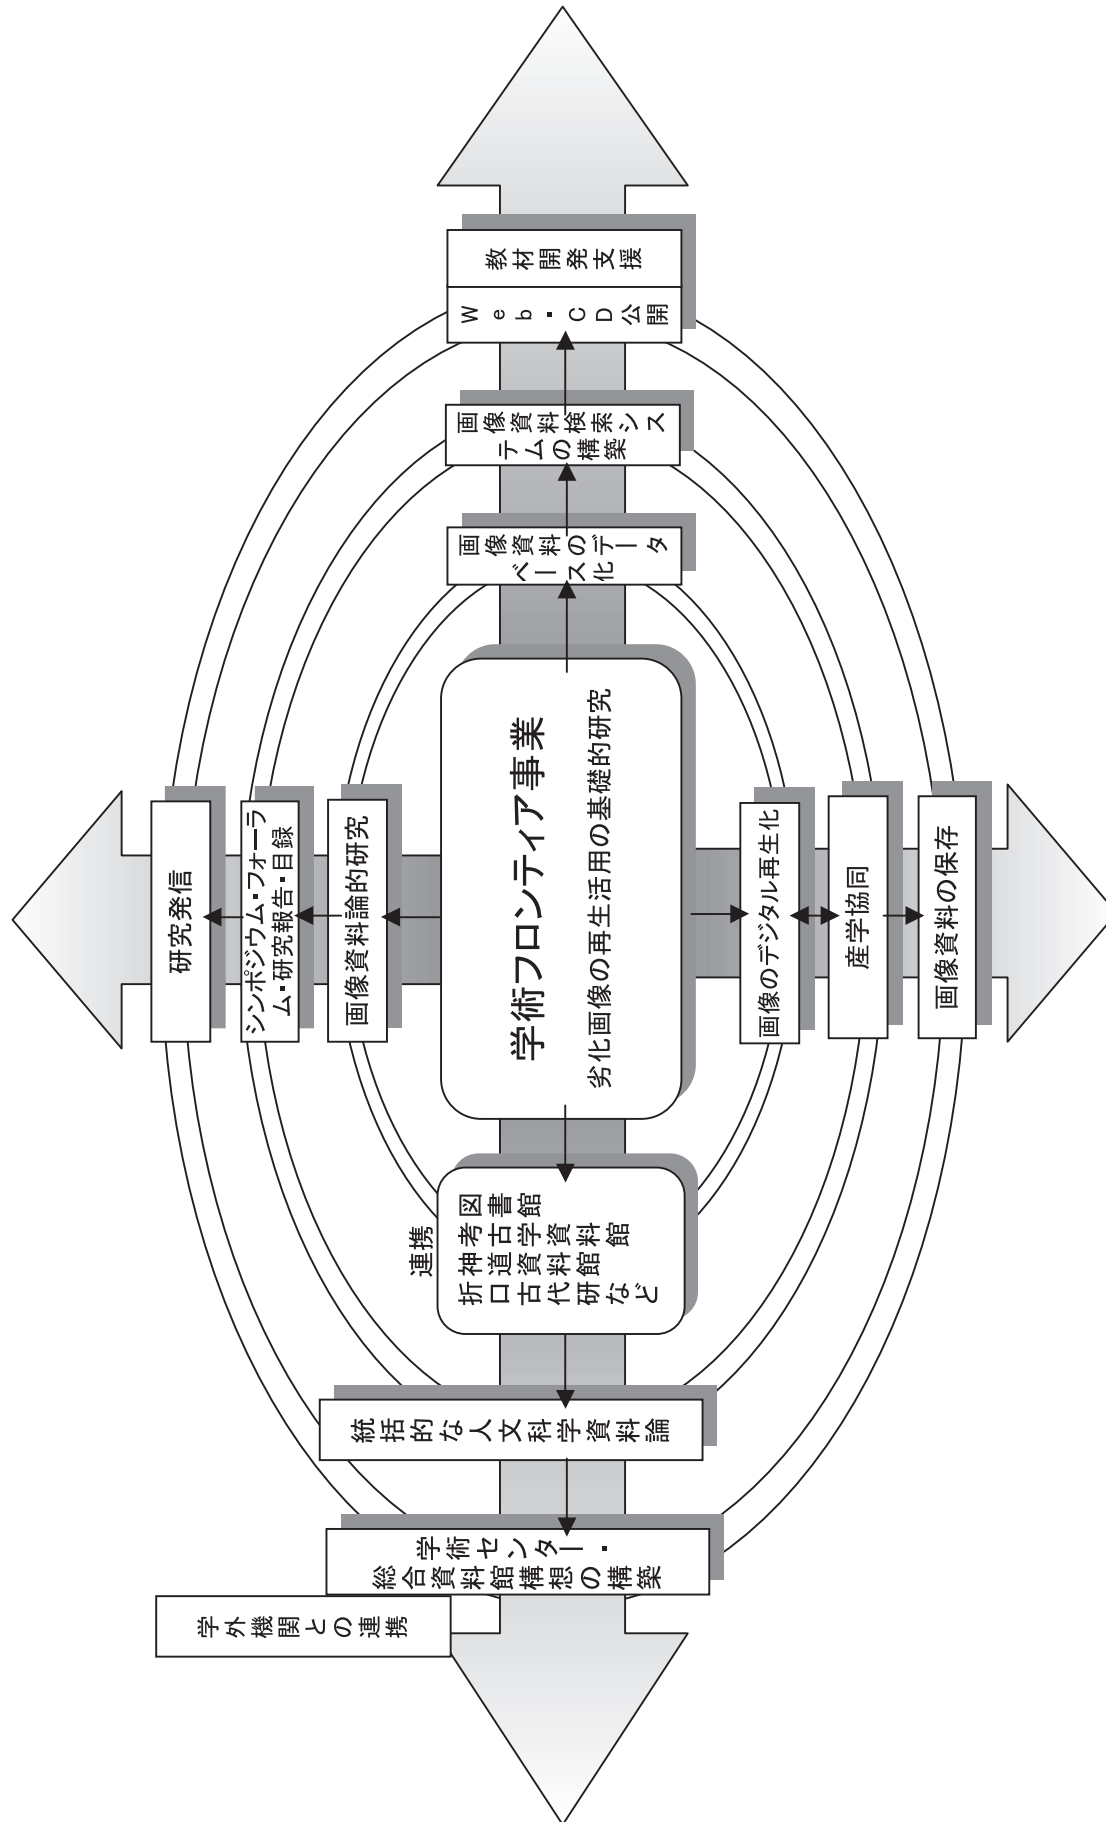 研究発信
シンポジウム・フォーラ
ム・研究報告・目録
画像資料論的研究
学術フロンティア事業
劣化画像の再生活用の基礎的研究
連携
図書館
考古学資料館
神道資料館
折口古代研など
統括的な人文科学資料論
学術センター・
総合資料館構想の構築
学外機関との連携
画像資料のデータ
ベース化
画像資料検索シス
テムの構築
Web・CD公開
教材開発支援
画像のデジタル再生化
産学協同
画像資料の保存